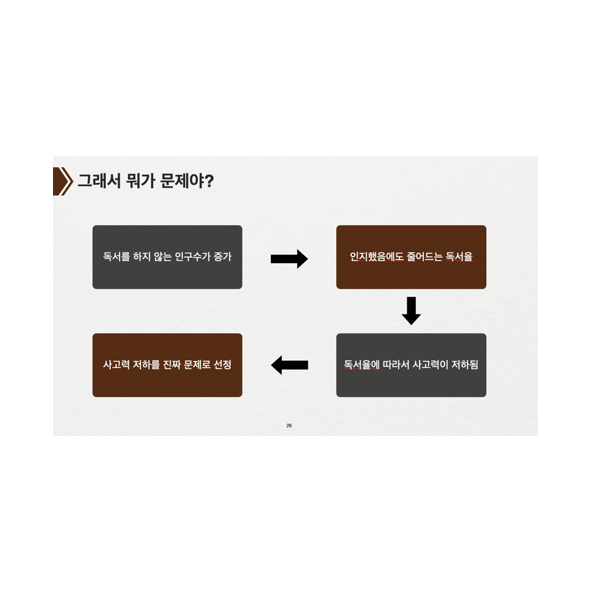 그래서 뭐가 문제야?
독서를 하지 않는 인구수가 증가
인지했음에도 줄어드는 독서율
독서율에 따라서 사고력이 저하됨
사고력 저하를 진짜 문제로 선정
26